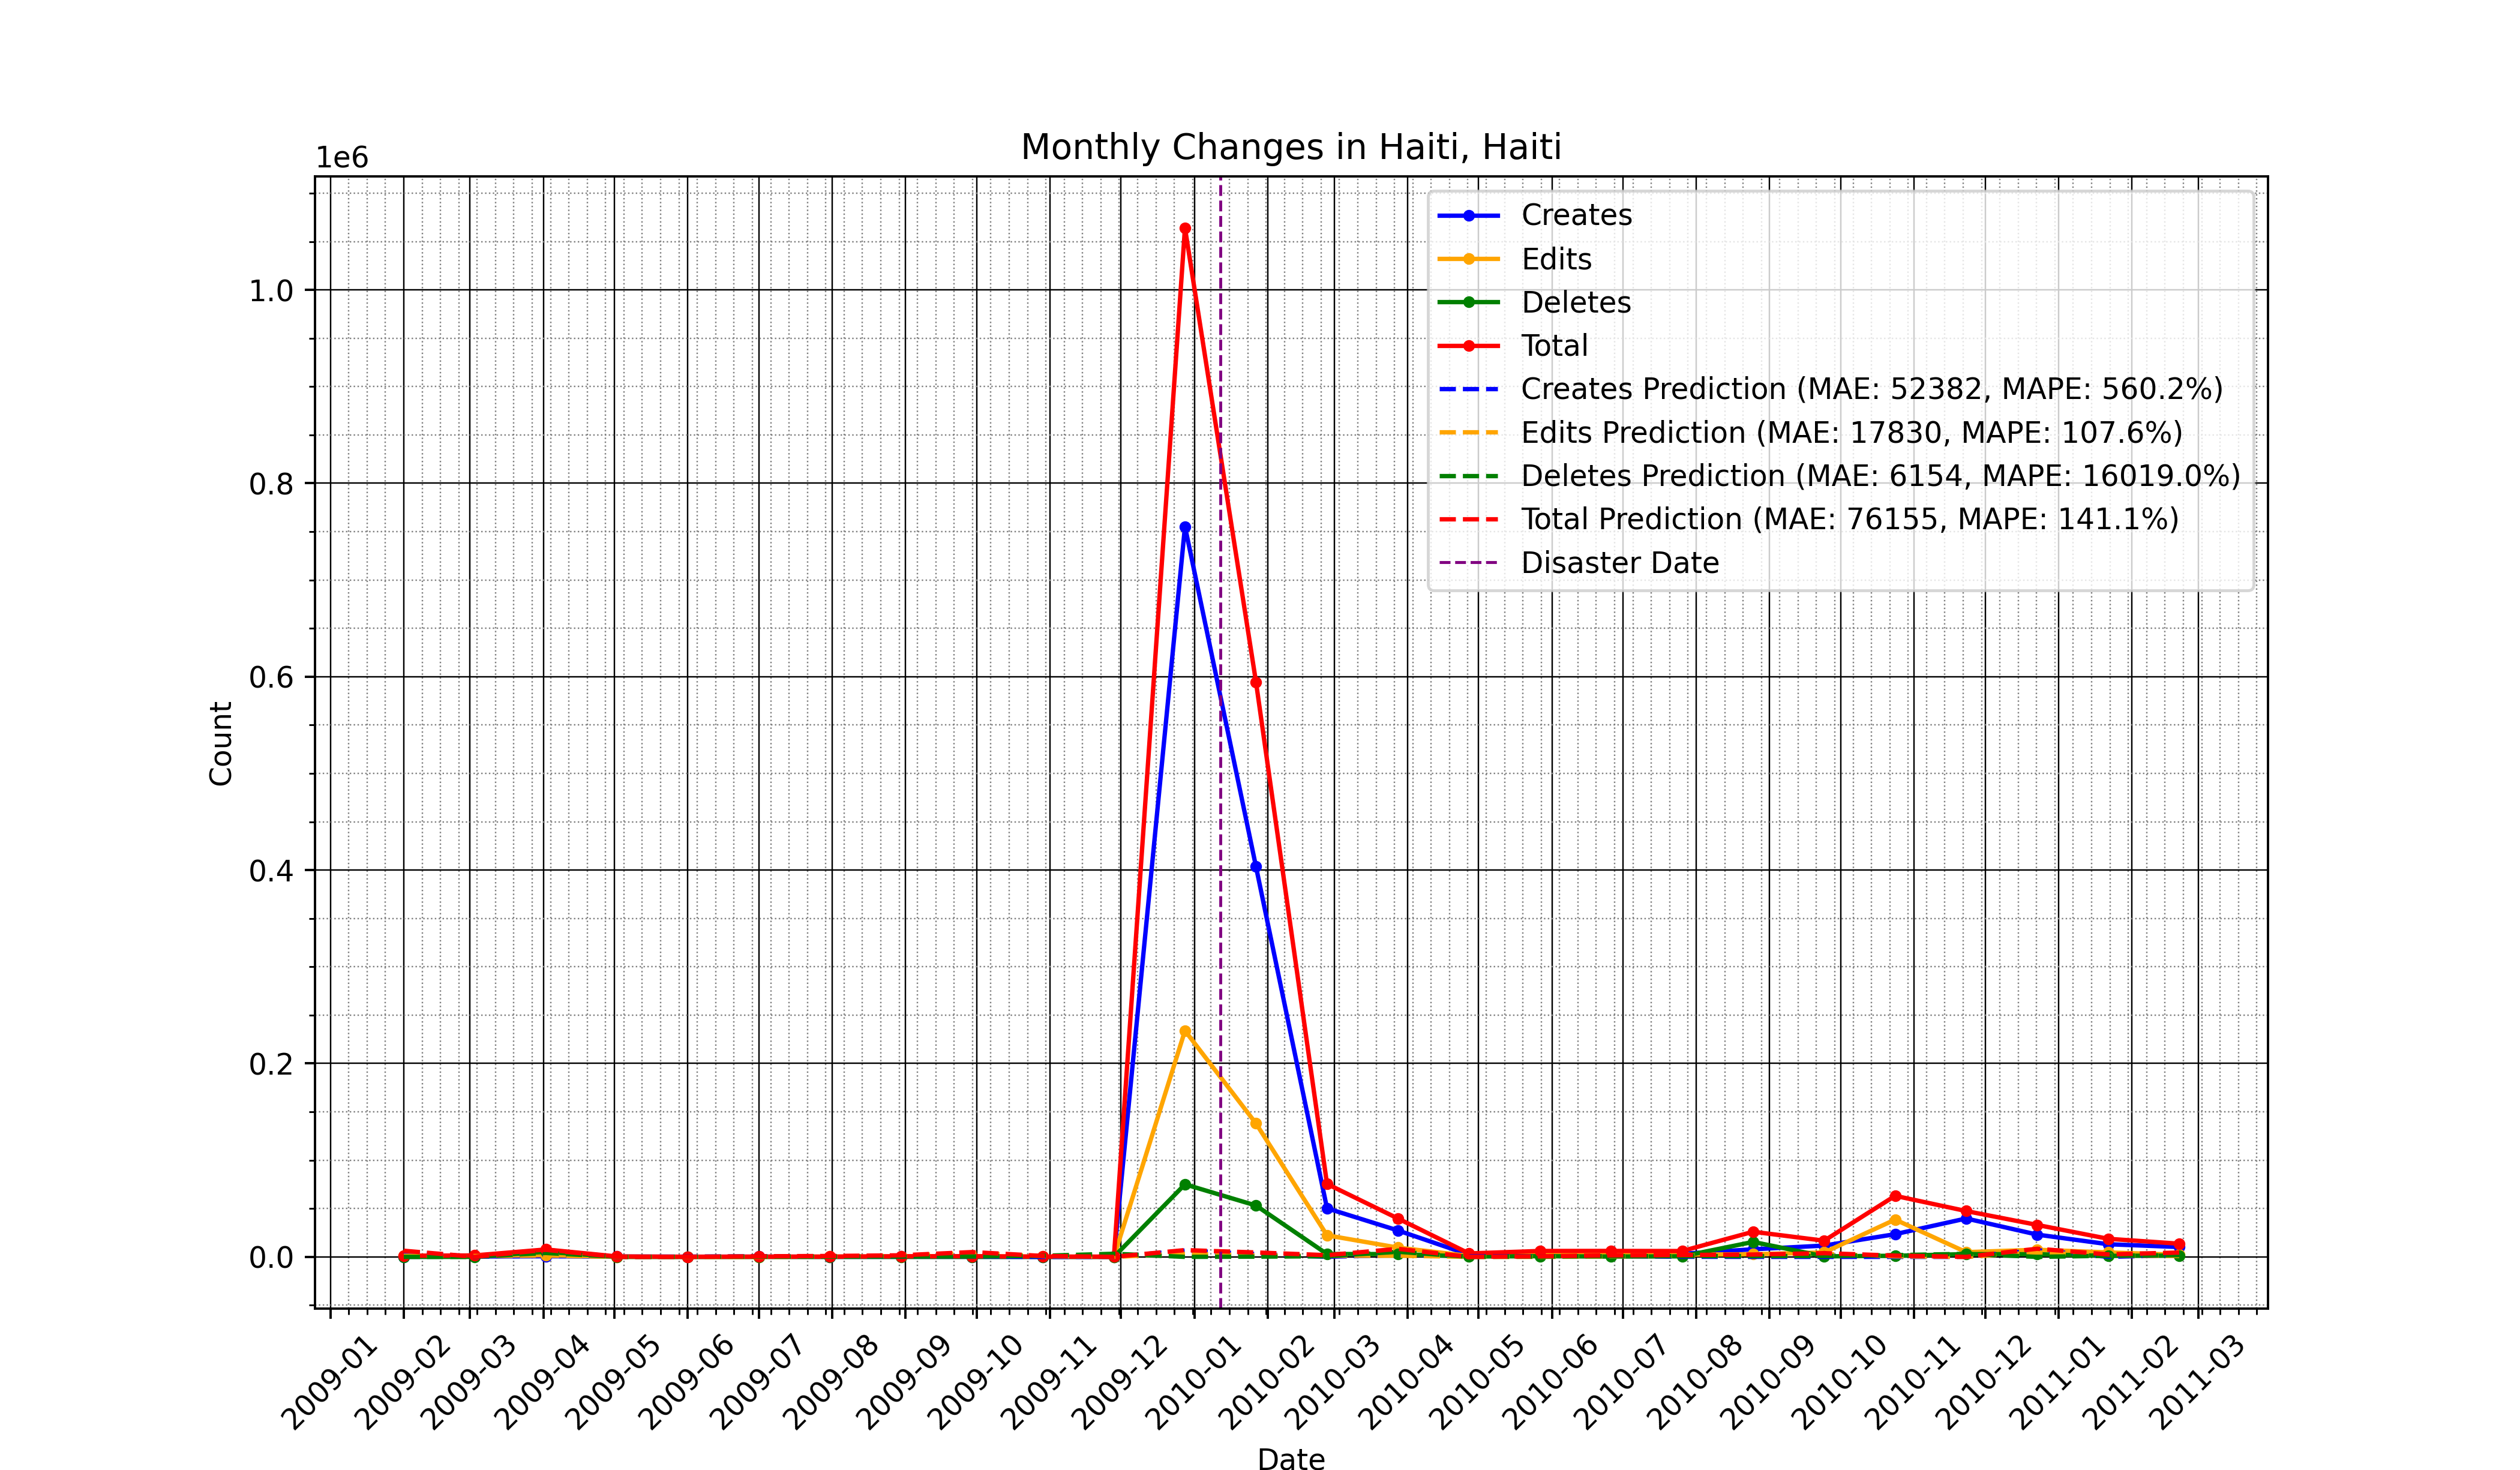 Monthly Changes in Haiti, Haiti
1e6
Creates
Edits
Deletes
Total
Creates Prediction (MAE: 52382, MAPE: 560.2%)
Edits Prediction (MAE: 17830, MAPE: 107.6%)
Deletes Prediction (MAE: 6154, MAPE: 16019.0%)
Total Prediction (MAE: 76155, MAPE: 141.1%)
Disaster Date
1.0
0.8
0.6
0.4
0.2
0.0
Count
2009-01
2009-02
2009-03
2009-04
2009-05
2009-06
2009-07
2009-08
2009-09
2009-10
2009-11
2009-12
2010-01
2010-02
2010-03
2010-04
2010-05
2010-06
2010-07
2010-08
2010-09
2010-10
2010-11
2010-12
2011-01
2011-02
2011-03
Date